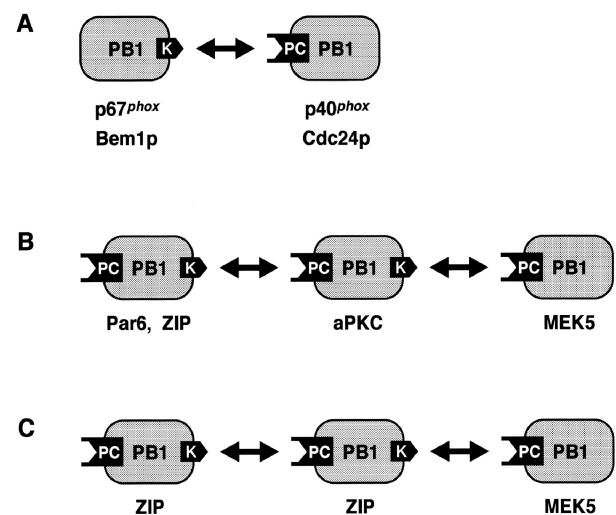 A
PB1 K PC PB1
p67phox p40phox
Bem1p Cdc24p
B
PC PB1 K PC PB1 K PC PB1
Par6, ZIP aPKC MEK5
C
PC PB1 K PC PB1 K PC PB1
ZIP ZIP MEK5